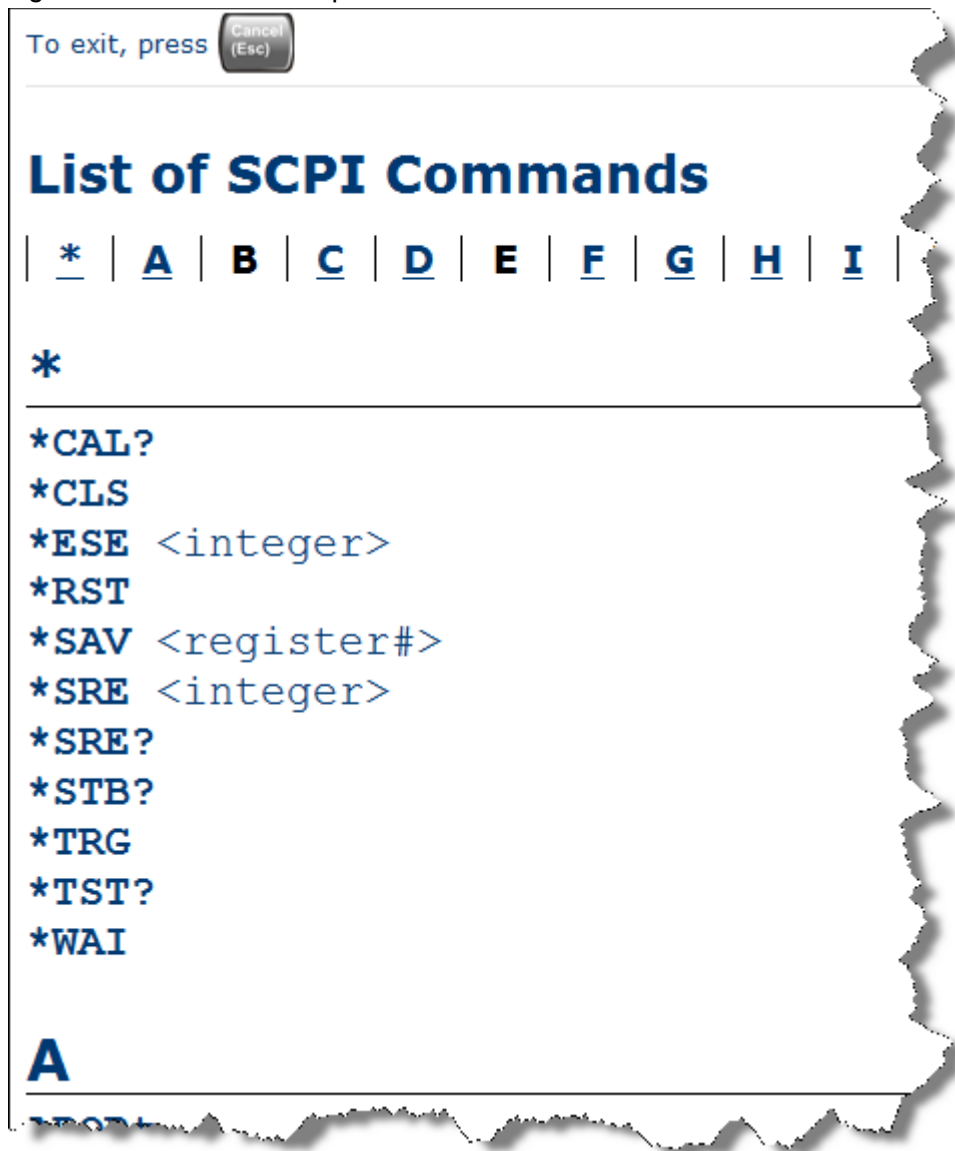 To exit, press Cancel (Esc)
List of SCPI Commands
| * | A | B | C | D | E | F | G | H | I |
*
*CAL?
*CLS
*ESE <integer>
*RST
*SAV <register#>
*SRE <integer>
*SRE?
*STB?
*TRG
*TST?
*WAI
A